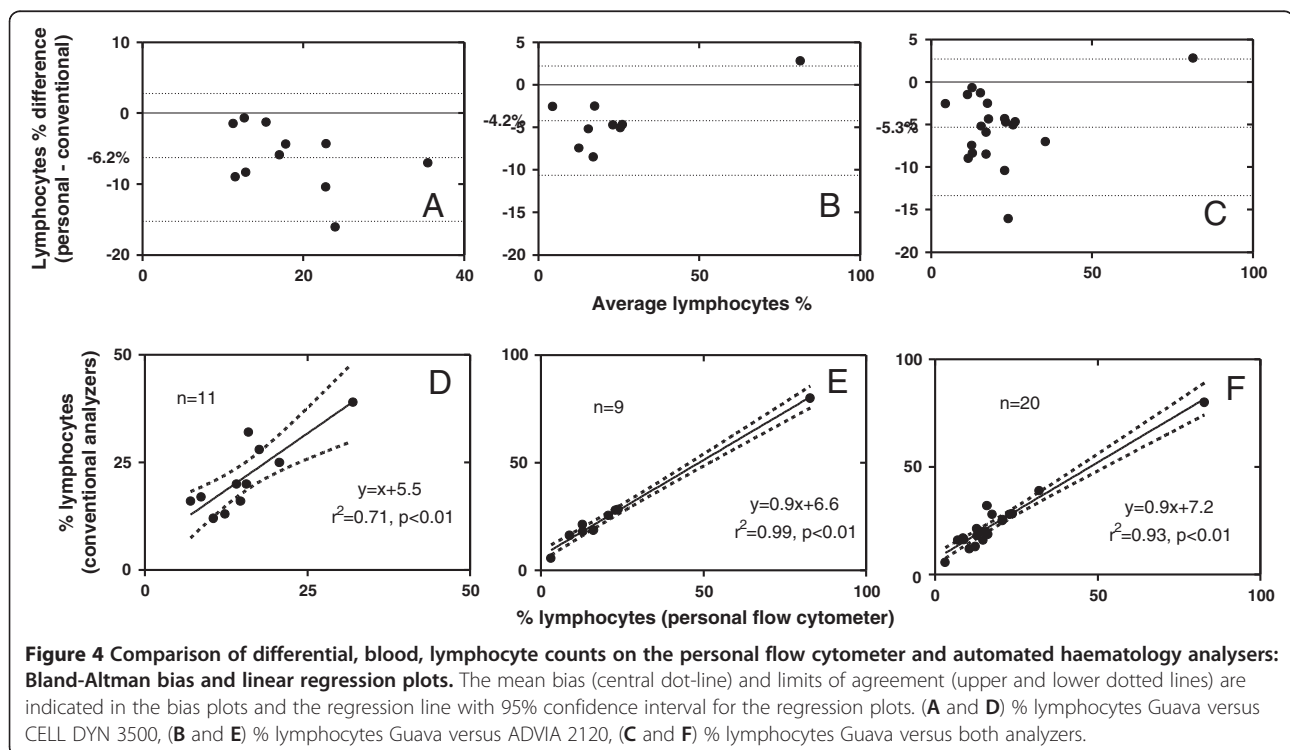 Lymphocytes % difference
(personal - conventional)
10
0
-6.2%
-10
-20
0
20
40
A
5
0
-4.2%
-5
-10
-15
-20
0
50
100
B
5
0
-5.3%
-5
-10
-15
-20
0
50
100
C
Average lymphocytes %
% lymphocytes
(conventional analyzers)
50
25
0
0
25
50
n=11
D
y=x+5.5
r²=0.71, p<0.01
100
50
0
0
50
100
n=9
E
y=0.9x+6.6
r²=0.99, p<0.01
100
50
0
0
50
100
n=20
F
y=0.9x+7.2
r²=0.93, p<0.01
% lymphocytes (personal flow cytometer)
Figure 4 Comparison of differential, blood, lymphocyte counts on the personal flow cytometer and automated haematology analysers:
Bland-Altman bias and linear regression plots. The mean bias (central dot-line) and limits of agreement (upper and lower dotted lines) are
indicated in the bias plots and the regression line with 95% confidence interval for the regression plots. (A and D) % lymphocytes Guava versus
CELL DYN 3500, (B and E) % lymphocytes Guava versus ADVIA 2120, (C and F) % lymphocytes Guava versus both analyzers.